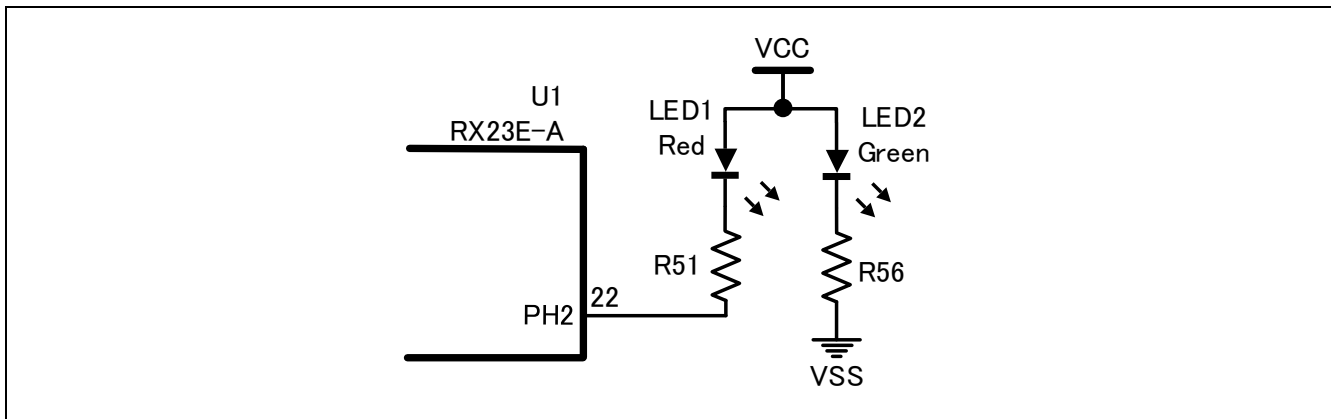 VCC
U1
RX23E-A
LED1
Red
LED2
Green
R51
R56
PH2
22
VSS